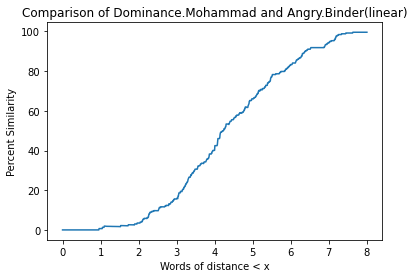 Comparison of Dominance.Mohammad and Angry.Binder(linear)
100
80
60
40
20
0
Percent Similarity
0 1 2 3 4 5 6 7 8
Words of distance < x